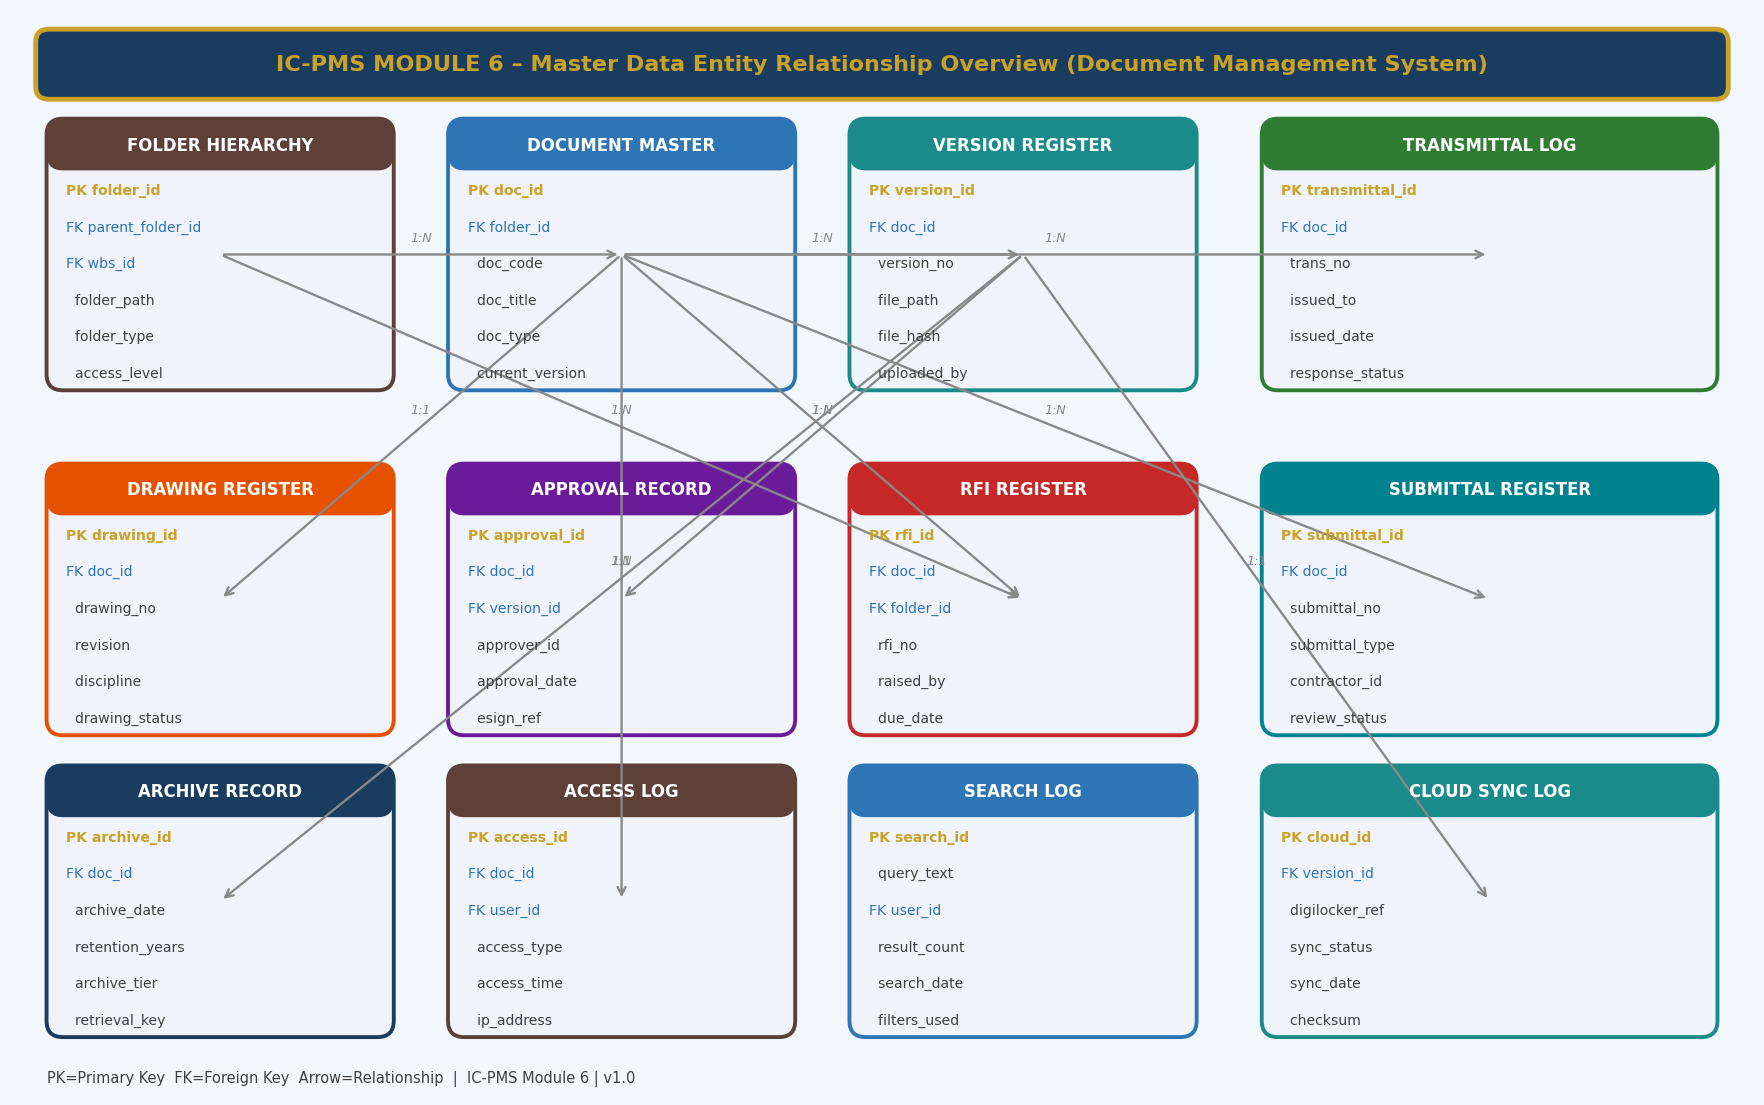 IC-PMS MODULE 6 – Master Data Entity Relationship Overview (Document Management System)
FOLDER HIERARCHY
PK folder_id
FK parent_folder_id
FK wbs_id
folder_path
folder_type
access_level
DOCUMENT MASTER
PK doc_id
FK folder_id
doc_code
doc_title
doc_type
current_version
VERSION REGISTER
PK version_id
FK doc_id
version_no
file_path
file_hash
uploaded_by
TRANSMITTAL LOG
PK transmittal_id
FK doc_id
trans_no
issued_to
issued_date
response_status
1:N
1:N
1:N
1:1
1:N
1:N
1:N
DRAWING REGISTER
PK drawing_id
FK doc_id
drawing_no
revision
discipline
drawing_status
APPROVAL RECORD
PK approval_id
FK doc_id
FK version_id
approver_id
approval_date
esign_ref
RFI REGISTER
PK rfi_id
FK doc_id
FK folder_id
rfi_no
raised_by
due_date
SUBMITTAL REGISTER
PK submittal_id
FK doc_id
submittal_no
submittal_type
contractor_id
review_status
1:1
ARCHIVE RECORD
PK archive_id
FK doc_id
archive_date
retention_years
archive_tier
retrieval_key
ACCESS LOG
PK access_id
FK doc_id
FK user_id
access_type
access_time
ip_address
SEARCH LOG
PK search_id
query_text
FK user_id
result_count
search_date
filters_used
CLOUD SYNC LOG
PK cloud_id
FK version_id
digilocker_ref
sync_status
sync_date
checksum
PK=Primary Key  FK=Foreign Key  Arrow=Relationship  |  IC-PMS Module 6 | v1.0